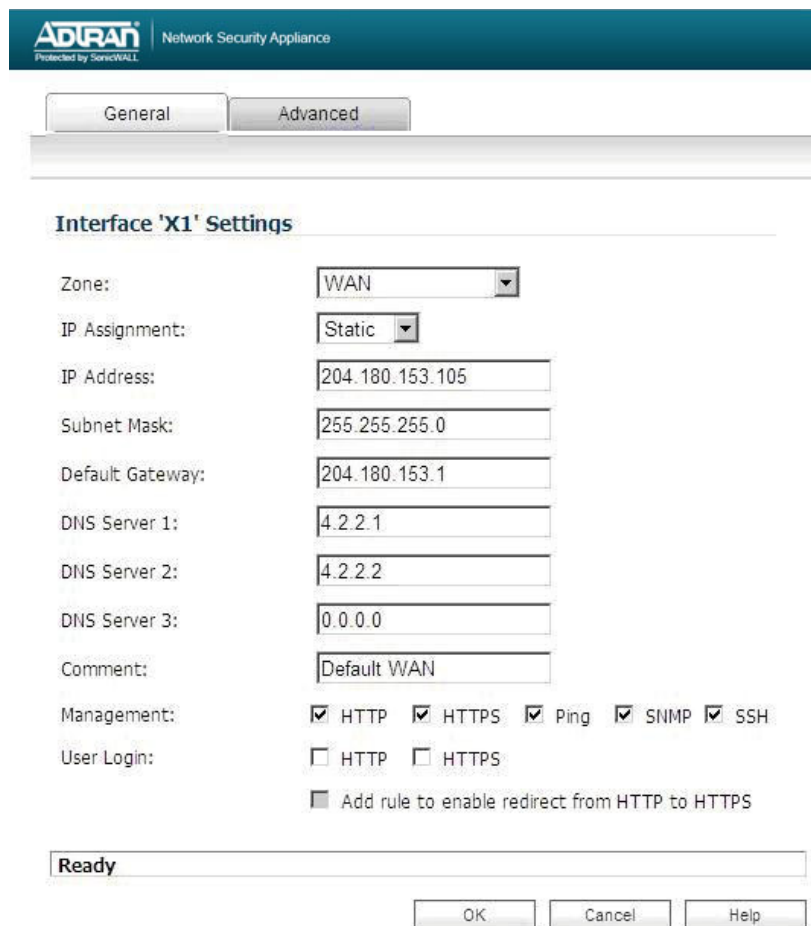 ADTRAN Network Security Appliance
Protected by SonicWALL
General Advanced
Interface 'X1' Settings
Zone: WAN
IP Assignment: Static
IP Address: 204.180.153.105
Subnet Mask: 255.255.255.0
Default Gateway: 204.180.153.1
DNS Server 1: 4.2.2.1
DNS Server 2: 4.2.2.2
DNS Server 3: 0.0.0.0
Comment: Default WAN
Management: HTTP HTTPS Ping SNMP SSH
User Login: HTTP HTTPS
Add rule to enable redirect from HTTP to HTTPS
Ready
OK Cancel Help